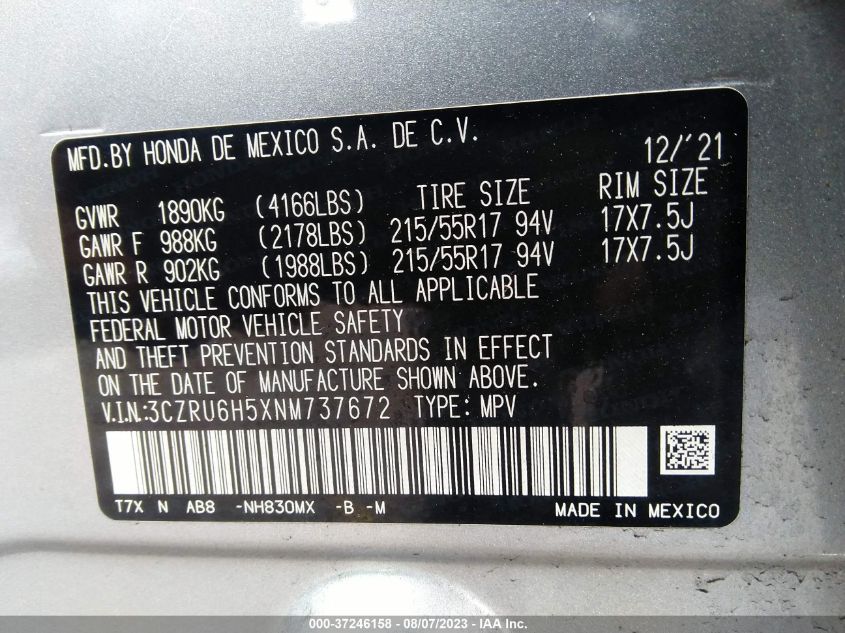 MFD.BY HONDA DE MEXICO S.A. DE C.V. 12/'21
TIRE SIZE RIM SIZE
GVWR 1890KG (4166LBS)
GAWR F 988KG (2178LBS) 215/55R17 94V 17X7.5J
GAWR R 902KG (1988LBS) 215/55R17 94V 17X7.5J
THIS VEHICLE CONFORMS TO ALL APPLICABLE
FEDERAL MOTOR VEHICLE SAFETY
AND THEFT PREVENTION STANDARDS IN EFFECT
ON THE DATE OF MANUFACTURE SHOWN ABOVE.
V.I.N.:3CZRU6H5XNM737672 TYPE: MPV
T7X N AB8 -NH830MX -B -M MADE IN MEXICO
000-37246158 - 08/07/2023 - IAA Inc.